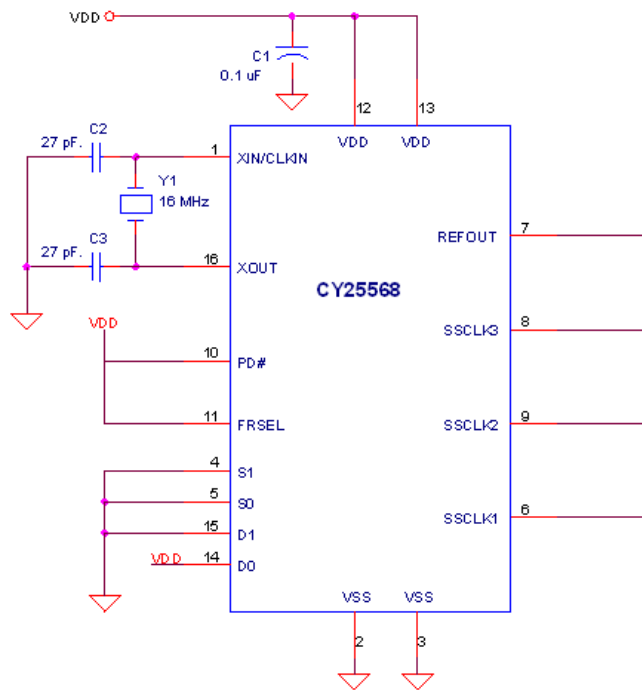 VDD
C1
0.1 uF
12
13
VDD
VDD
C2
27 pF.
1
XIN/CLKIN
Y1
16 MHz
7
REFOUT
C3
27 pF.
16
XOUT
CY25568
VDD
8
SSCLK3
10
PD#
11
FRSEL
9
SSCLK2
4
S1
5
S0
6
SSCLK1
15
D1
VDD
14
D0
VSS
VSS
2
3